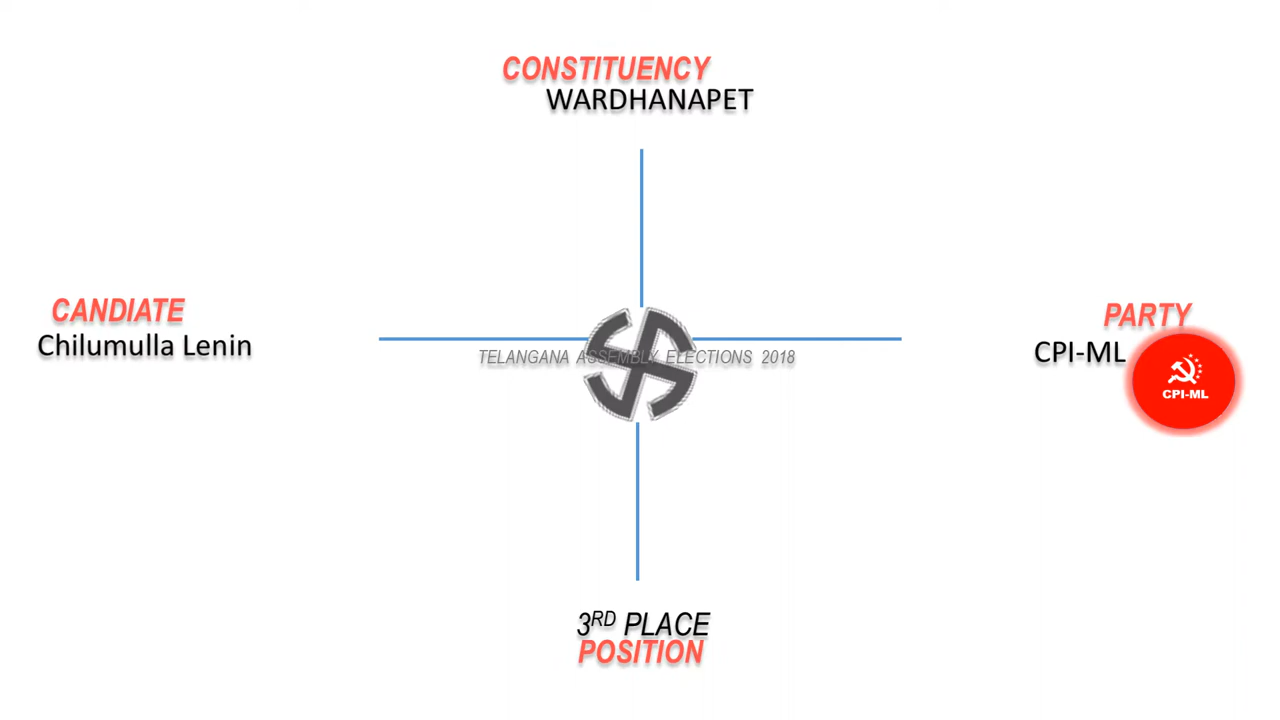 CONSTITUENCY
WARDHANAPET
CANDIATE
Chilumulla Lenin
TELANGANA ASSEMBLY ELECTIONS 2018
PARTY
CPI-ML
CPI-ML
3RD PLACE
POSITION